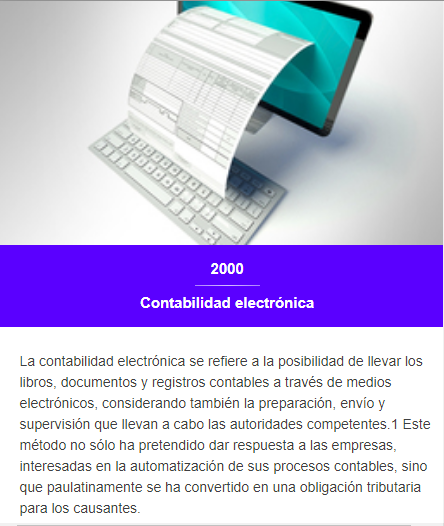 2000
Contabilidad electrónica
La contabilidad electrónica se refiere a la posibilidad de llevar los
libros, documentos y registros contables a través de medios
electrónicos, considerando también la preparación, envío y
supervisión que llevan a cabo las autoridades competentes.1 Este
método no sólo ha pretendido dar respuesta a las empresas,
interesadas en la automatización de sus procesos contables, sino
que paulatinamente se ha convertido en una obligación tributaria
para los causantes.